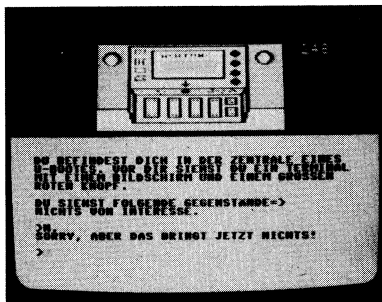 DU BEFINDEST DICH IN DER ZENTRALE EINES
U-BOOTES. VOR DIR SIEHST DU EIN TERMINAL
MIT EINEM BILDSCHIRM UND EINEM GROSSEN
ROTEN KNOPF.
DU SIEHST FOLGENDE GEGENSTANDE=>
NICHTS VON INTERESSE.
>N.
SORRY, ABER DAS BRINGT JETZT NICHTS!
>